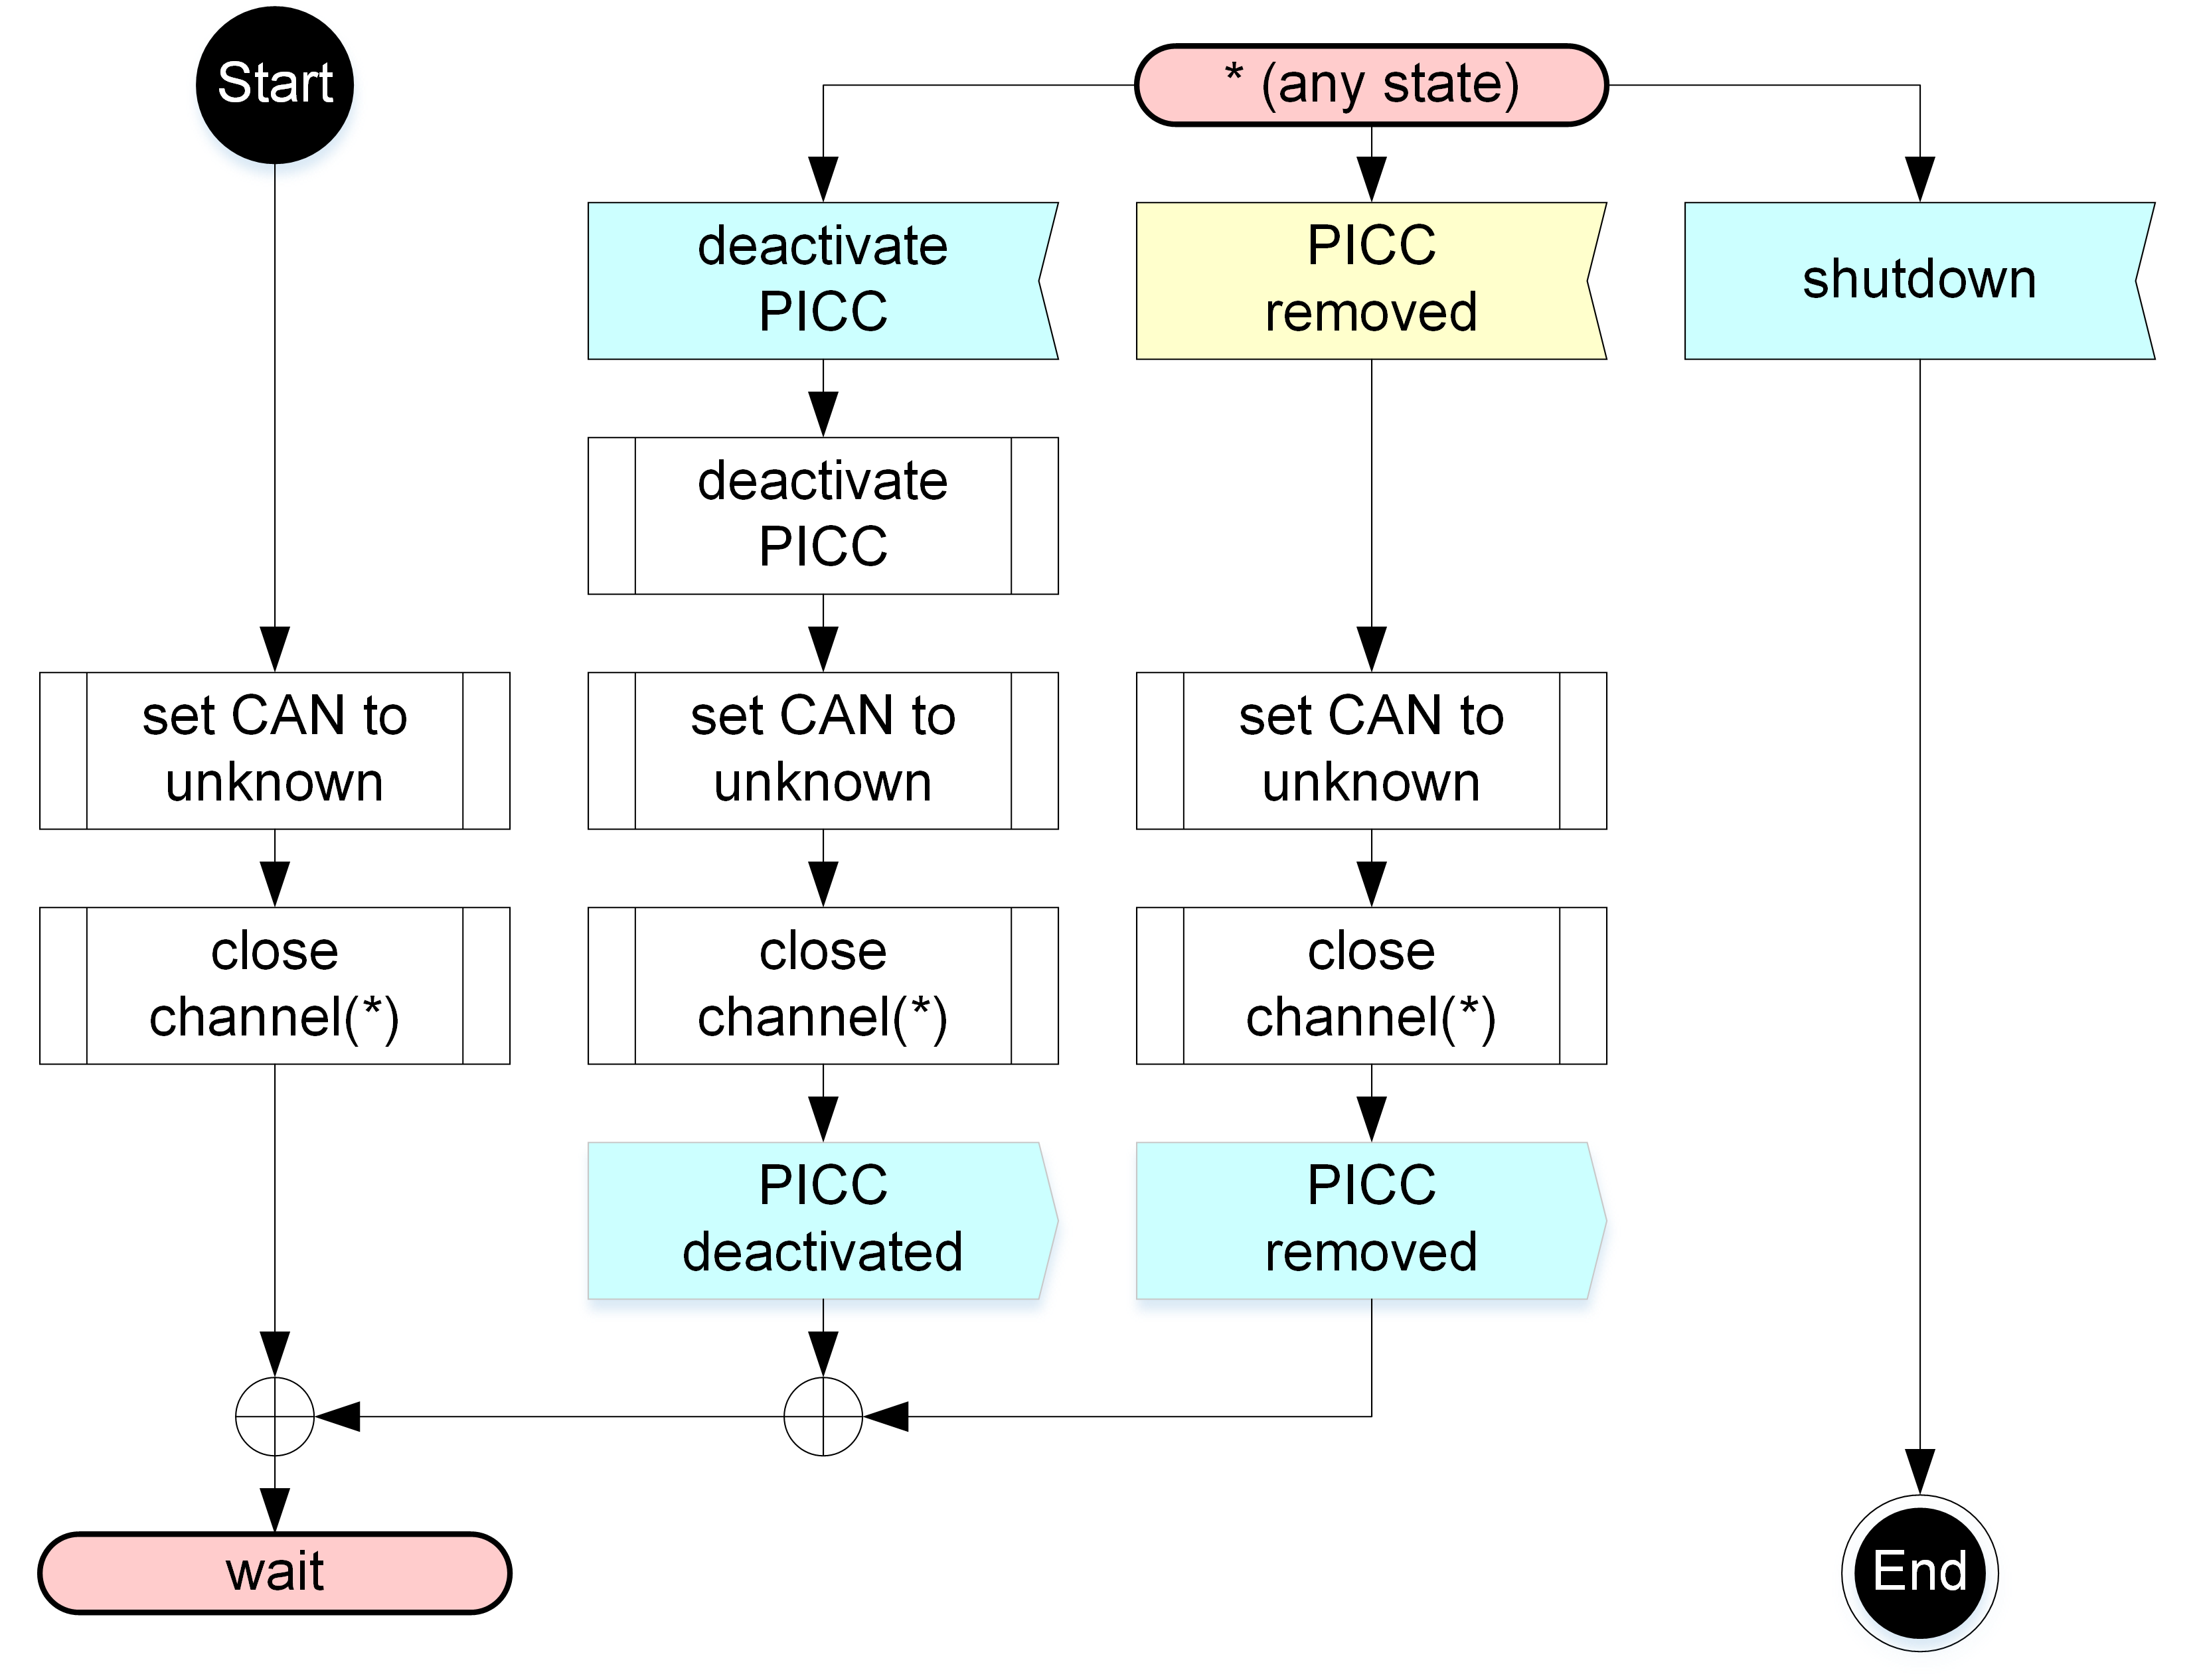 Start
* (any state)
deactivate
PICC
PICC
removed
shutdown
deactivate
PICC
set CAN to
unknown
set CAN to
unknown
set CAN to
unknown
close
channel(*)
close
channel(*)
close
channel(*)
PICC
deactivated
PICC
removed
wait
End